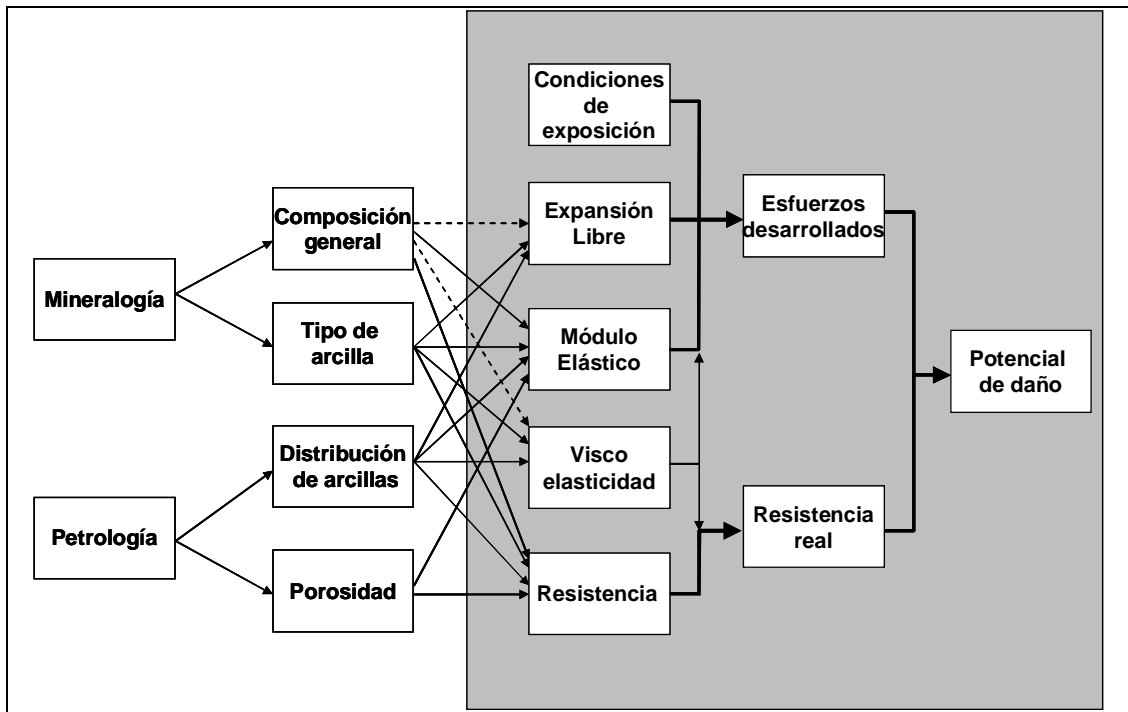 Condiciones
de
exposición
Composición
general
Expansión
Libre
Esfuerzos
desarrollados
Mineralogía
Tipo de
arcilla
Módulo
Elástico
Potencial
de daño
Distribución
de arcillas
Visco
elasticidad
Petrología
Resistencia
real
Porosidad
Resistencia